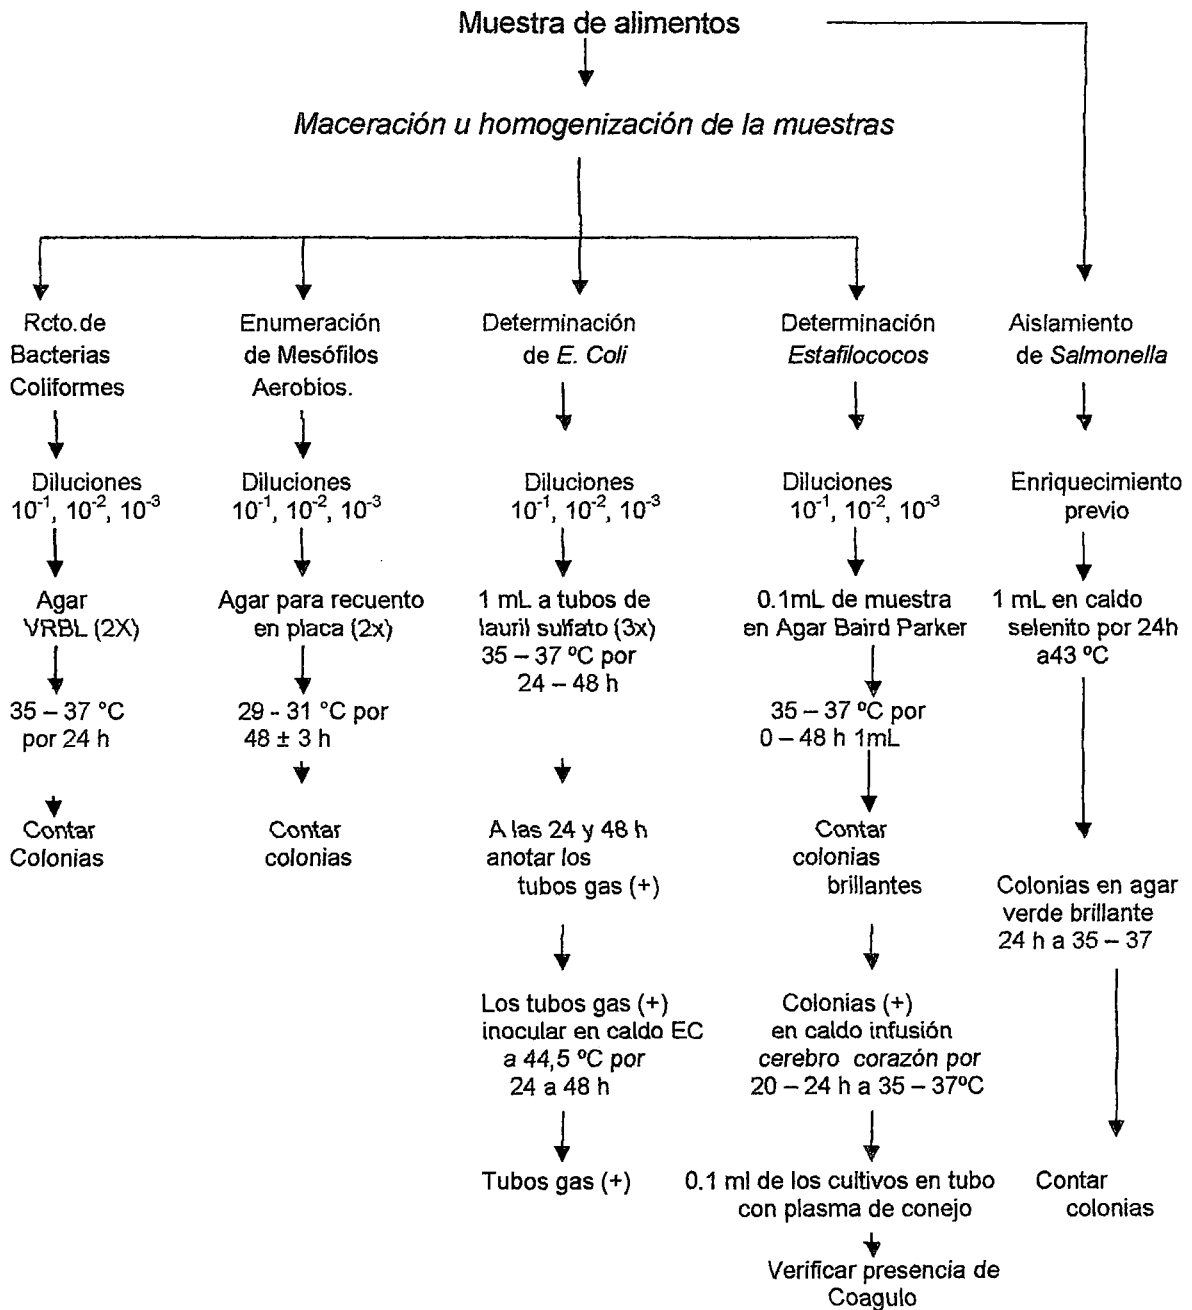 Muestra de alimentos
Maceración u homogenización de la muestras
Rcto. de
Bacterias
Coliformes
Diluciones
10⁻¹, 10⁻², 10⁻³
Agar
VRBL (2X)
35 – 37 °C
por 24 h
Contar
Colonias
Enumeración
de Mesófilos
Aerobios.
Diluciones
10⁻¹, 10⁻², 10⁻³
Agar para recuento
en placa (2x)
29 - 31 °C por
48 ± 3 h
Contar
colonias
Determinación
de E. Coli
Diluciones
10⁻¹, 10⁻², 10⁻³
1 mL a tubos de
lauril sulfato (3x)
35 – 37 ºC por
24 – 48 h
A las 24 y 48 h
anotar los
tubos gas (+)
Los tubos gas (+)
inocular en caldo EC
a 44,5 ºC por
24 a 48 h
Tubos gas (+)
Determinación
Estafilococos
Diluciones
10⁻¹, 10⁻², 10⁻³
0.1mL de muestra
en Agar Baird Parker
35 – 37 ºC por
0 – 48 h 1mL
Contar
colonias
brillantes
Colonias (+)
en caldo infusión
cerebro corazón por
20 – 24 h a 35 – 37ºC
0.1 ml de los cultivos en tubo
con plasma de conejo
Verificar presencia de
Coagulo
Aislamiento
de Salmonella
Enriquecimiento
previo
1 mL en caldo
selenito por 24h
a43 ºC
Colonias en agar
verde brillante
24 h a 35 – 37
Contar
colonias